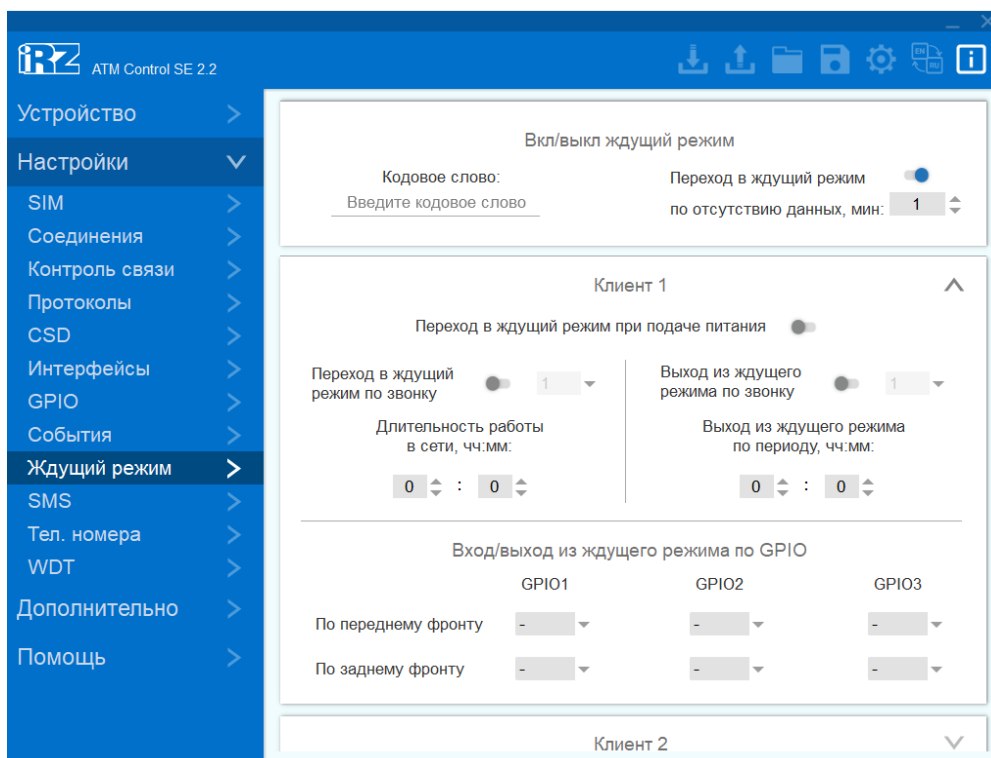 iRZ ATM Control SE 2.2
EN
RU
i
Устройство
Настройки
SIM
Соединения
Контроль связи
Протоколы
CSD
Интерфейсы
GPIO
События
Ждущий режим
SMS
Тел. номера
WDT
Дополнительно
Помощь
Вкл/выкл ждущий режим
Кодовое слово:
Введите кодовое слово
Переход в ждущий режим
по отсутствию данных, мин: 1
Клиент 1
Переход в ждущий режим при подаче питания
Переход в ждущий
режим по звонку 1
Длительность работы
в сети, чч:мм:
0 : 0
Выход из ждущего
режима по звонку 1
Выход из ждущего режима
по периоду, чч:мм:
0 : 0
Вход/выход из ждущего режима по GPIO
GPIO1 GPIO2 GPIO3
По переднему фронту - - -
По заднему фронту - - -
Клиент 2